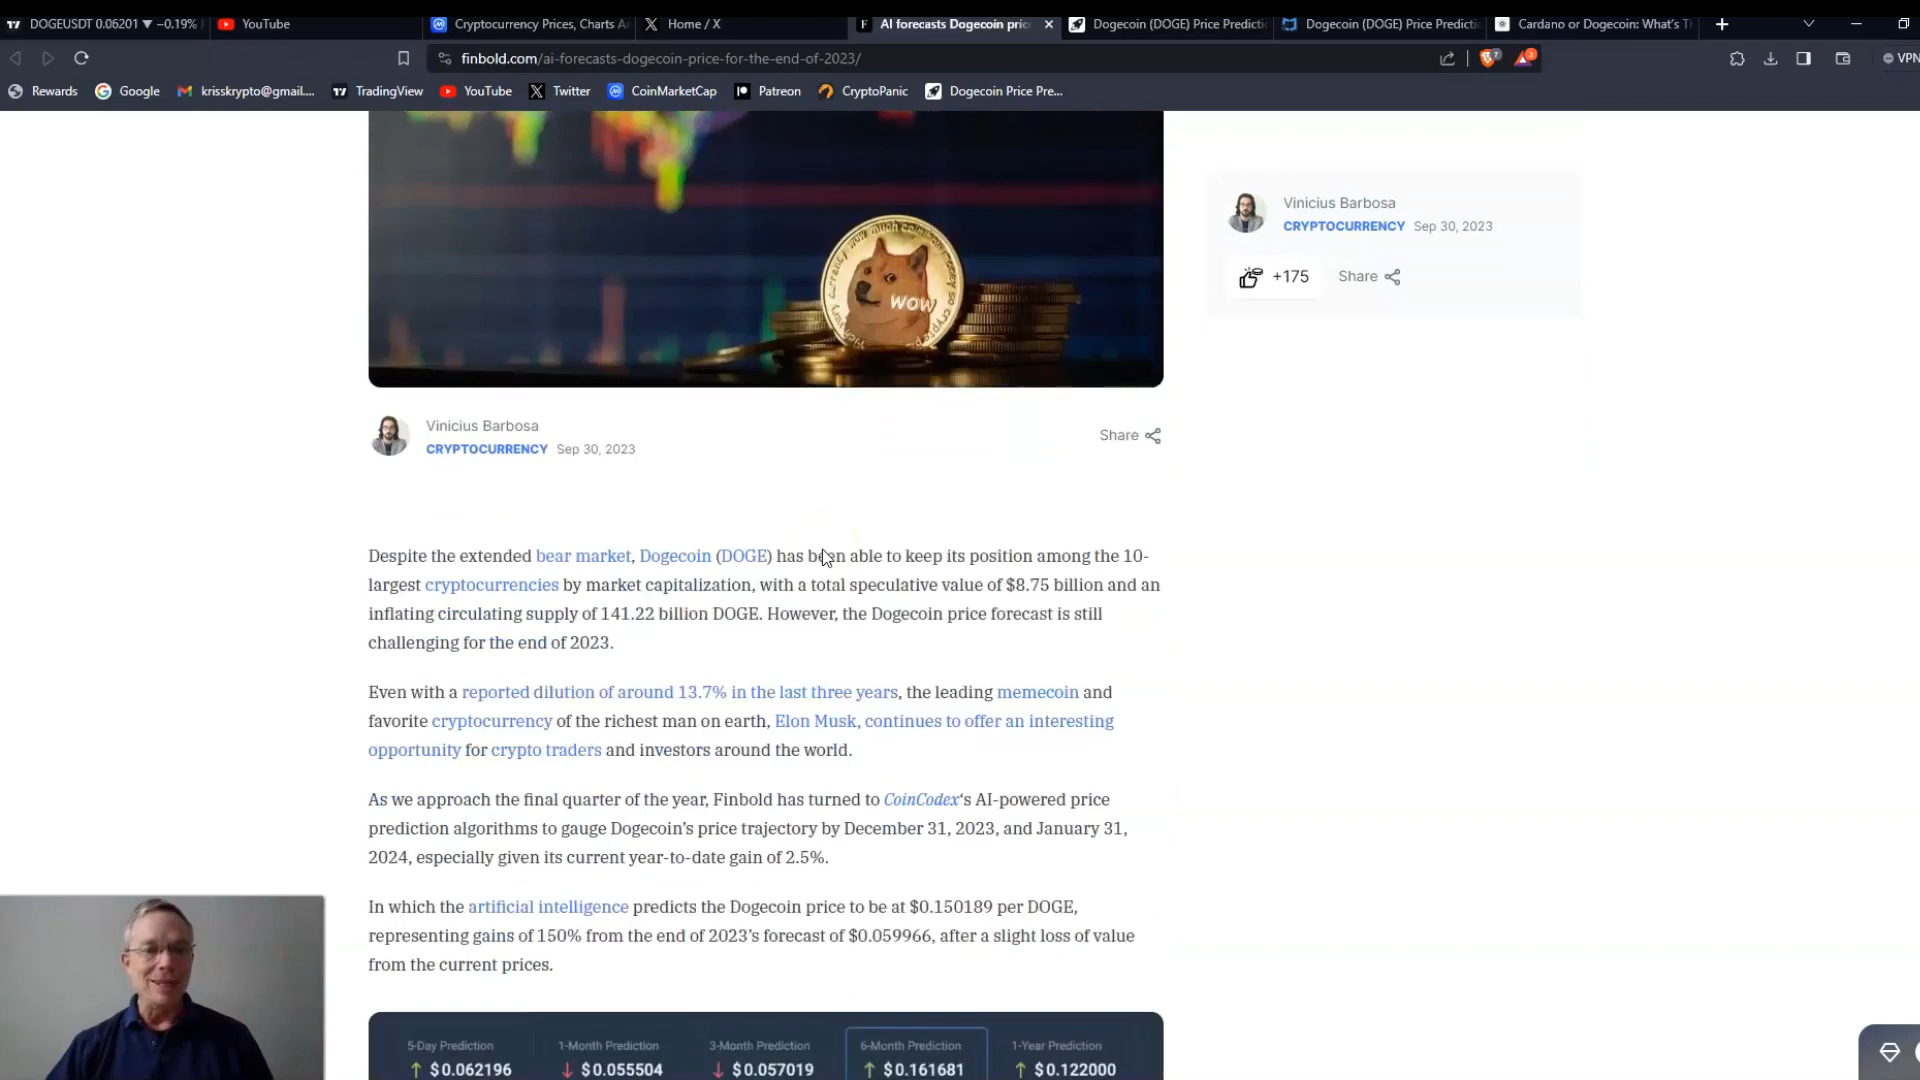 DOGEUSDT 0.06201 ▼ −0.19%
YouTube
Cryptocurrency Prices, Charts A
Home / X
AI forecasts Dogecoin pric
Dogecoin (DOGE) Price Predicti
Dogecoin (DOGE) Price Predicti
Cardano or Dogecoin: What's T
finbold.com/ai-forecasts-dogecoin-price-for-the-end-of-2023/
7
2
VPN
Rewards
Google
krisskrypto@gmail....
TradingView
YouTube
Twitter
CoinMarketCap
Patreon
CryptoPanic
Dogecoin Price Pre...
wow
Vinicius Barbosa
CRYPTOCURRENCY Sep 30, 2023
+175
Share
Vinicius Barbosa
CRYPTOCURRENCY Sep 30, 2023
Share
Despite the extended bear market, Dogecoin (DOGE) has been able to keep its position among the 10-
largest cryptocurrencies by market capitalization, with a total speculative value of $8.75 billion and an
inflating circulating supply of 141.22 billion DOGE. However, the Dogecoin price forecast is still
challenging for the end of 2023.
Even with a reported dilution of around 13.7% in the last three years, the leading memecoin and
favorite cryptocurrency of the richest man on earth, Elon Musk, continues to offer an interesting
opportunity for crypto traders and investors around the world.
As we approach the final quarter of the year, Finbold has turned to CoinCodex‘s AI-powered price
prediction algorithms to gauge Dogecoin's price trajectory by December 31, 2023, and January 31,
2024, especially given its current year-to-date gain of 2.5%.
In which the artificial intelligence predicts the Dogecoin price to be at $0.150189 per DOGE,
representing gains of 150% from the end of 2023's forecast of $0.059966, after a slight loss of value
from the current prices.
5-Day Prediction
↑ $0.062196
1-Month Prediction
↓ $0.055504
3-Month Prediction
↓ $0.057019
6-Month Prediction
↑ $0.161681
1-Year Prediction
↑ $0.122000